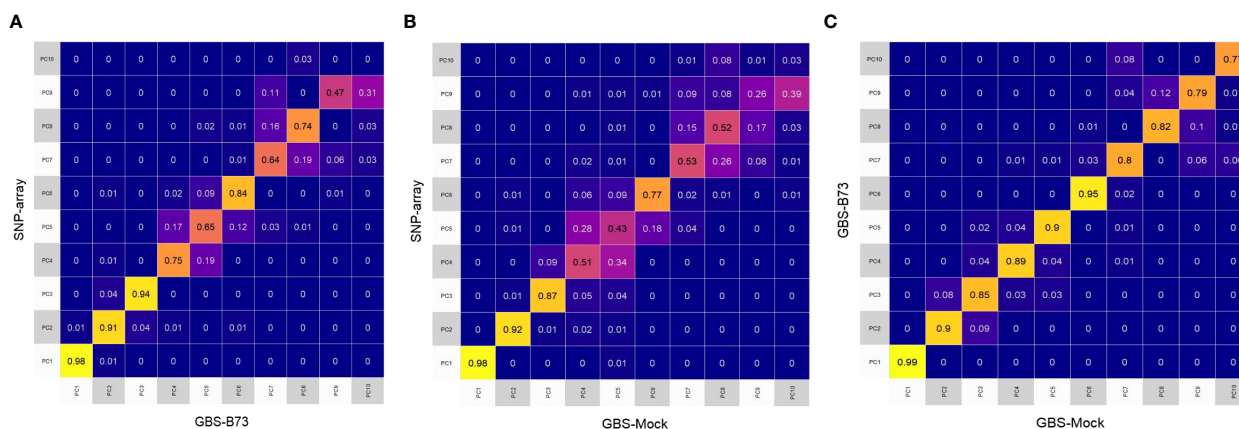 A
SNP-array
PC10 0 0 0 0 0 0 0 0.03 0 0
PC9 0 0 0 0 0 0 0.11 0 0.47 0.31
PC8 0 0 0 0 0.02 0.01 0.16 0.74 0 0.03
PC7 0 0 0 0 0 0.01 0.64 0.19 0.06 0.03
PC6 0 0.01 0 0.02 0.09 0.84 0 0 0.01 0
PC5 0 0 0 0.17 0.65 0.12 0.03 0.01 0 0
PC4 0 0.01 0 0.75 0.19 0 0 0 0 0
PC3 0 0.04 0.94 0 0 0 0 0 0 0
PC2 0.01 0.91 0.04 0.01 0 0.01 0 0 0 0
PC1 0.98 0.01 0 0 0 0 0 0 0 0
PC1 PC2 PC3 PC4 PC5 PC6 PC7 PC8 PC9 PC10
GBS-B73
B
SNP-array
PC10 0 0 0 0 0 0 0.01 0.08 0.01 0.03
PC9 0 0 0 0.01 0.01 0.01 0.09 0.08 0.26 0.39
PC8 0 0 0 0 0.01 0 0.15 0.52 0.17 0.03
PC7 0 0 0 0.02 0.01 0 0.53 0.26 0.08 0.01
PC6 0 0.01 0 0.06 0.09 0.77 0.01 0.02 0.01 0
PC5 0 0.01 0 0.28 0.43 0.18 0.04 0 0 0
PC4 0 0 0.09 0.51 0.34 0 0 0 0 0
PC3 0 0.01 0.87 0.05 0.04 0 0 0 0 0
PC2 0 0.92 0.01 0.02 0.01 0 0 0 0 0
PC1 0.98 0 0 0 0.01 0 0 0 0 0
PC1 PC2 PC3 PC4 PC5 PC6 PC7 PC8 PC9 PC10
GBS-Mock
C
GBS-B73
PC10 0 0 0 0 0 0 0.08 0 0
PC9 0 0 0 0 0 0 0.04 0.12 0.79
PC8 0 0 0 0 0 0.01 0 0.82 0.1
PC7 0 0 0 0.01 0.01 0.03 0.8 0 0.06
PC6 0 0 0 0 0 0.95 0.02 0 0 0
PC5 0 0 0.02 0.04 0.9 0 0.01 0 0 0
PC4 0 0 0.04 0.89 0.04 0 0.01 0 0 0
PC3 0 0.08 0.85 0.03 0.03 0 0 0 0 0
PC2 0 0.9 0.09 0 0 0 0 0 0 0
PC1 0.99 0 0 0 0 0 0 0 0 0
PC1 PC2 PC3 PC4 PC5 PC6 PC7 PC8 PC9 PC10
GBS-Mock